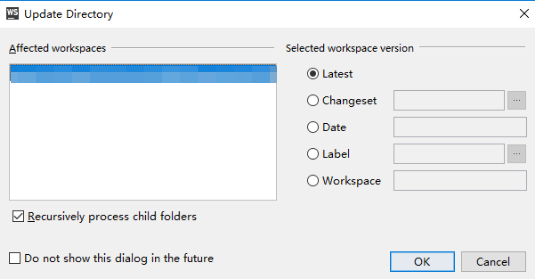 WS Update Directory
Affected workspaces
Selected workspace version
Latest
Changeset
...
Date
Label
...
Workspace
Recursively process child folders
Do not show this dialog in the future
OK
Cancel